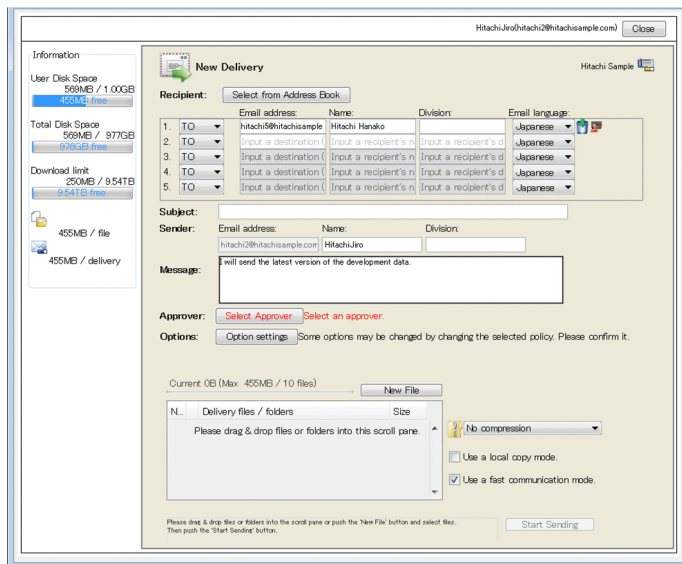 HitachiJiro(hitachi2@hitachisample.com) Close
Information
User Disk Space
569MB / 1.00GB
455MB free
Total Disk Space
569MB / 977GB
976GB free
Download limit
250MB / 9.54TB
9.54TB free
455MB / file
455MB / delivery
New Delivery
Hitachi Sample
Recipient: Select from Address Book
Email address: Name: Division: Email language:
1. TO hitachi5@hitachisample Hitachi Hanako Japanese
2. TO Input a destination ( Input a recipient's n Input a recipient's d Japanese
3. TO Input a destination ( Input a recipient's n Input a recipient's d Japanese
4. TO Input a destination ( Input a recipient's n Input a recipient's d Japanese
5. TO Input a destination ( Input a recipient's n Input a recipient's d Japanese
Subject:
Sender: Email address: Name: Division:
hitachi2@hitachisample.com HitachiJiro
Message: I will send the latest version of the development data.
Approver: Select Approver Select an approver.
Options: Option settings Some options may be changed by changing the selected policy. Please confirm it.
Current 0B (Max 455MB / 10 files) New File
N... Delivery files / folders Size
Please drag & drop files or folders into this scroll pane.
No compression
Use a local copy mode.
Use a fast communication mode.
Please drag & drop files or folders into the scroll pane or push the 'New File' button and select files.
Then push the 'Start Sending' button.
Start Sending